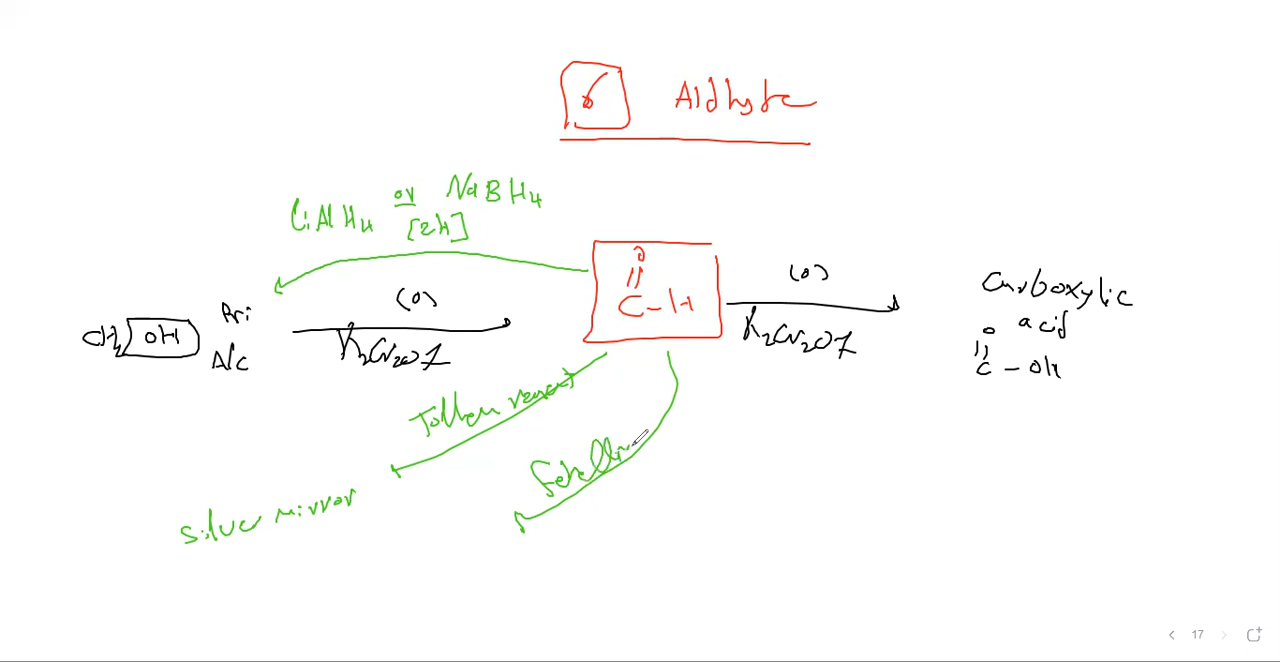 6 Aldhyde
LiAlH4 or NaBH4
[2H]
O
C-H
(O)
K2Cr2O7
(O)
K2Cr2O7
Carboxylic
acid
O
C-OH
CH2 OH
Pri
Alc
Tollen reagent
Silver mirror
Fehellin
17